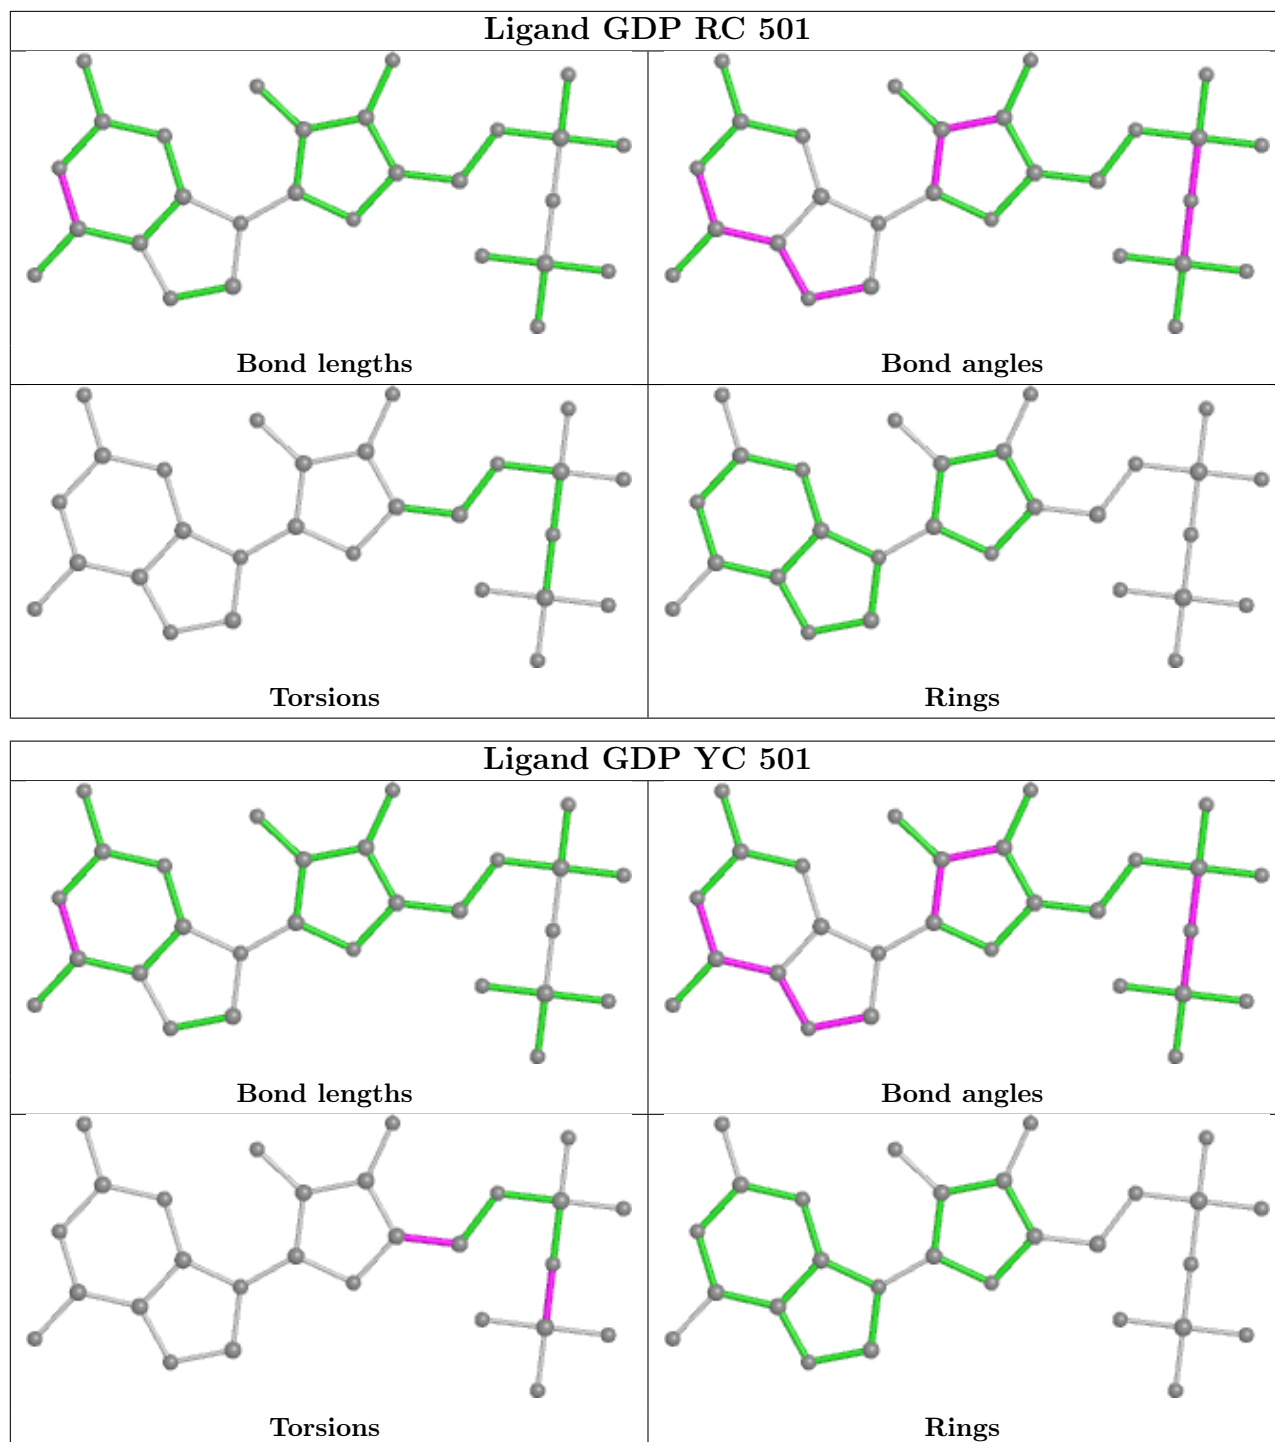 Ligand GDP RC 501
Bond lengths
Bond angles
Torsions
Rings
Ligand GDP YC 501
Bond lengths
Bond angles
Torsions
Rings